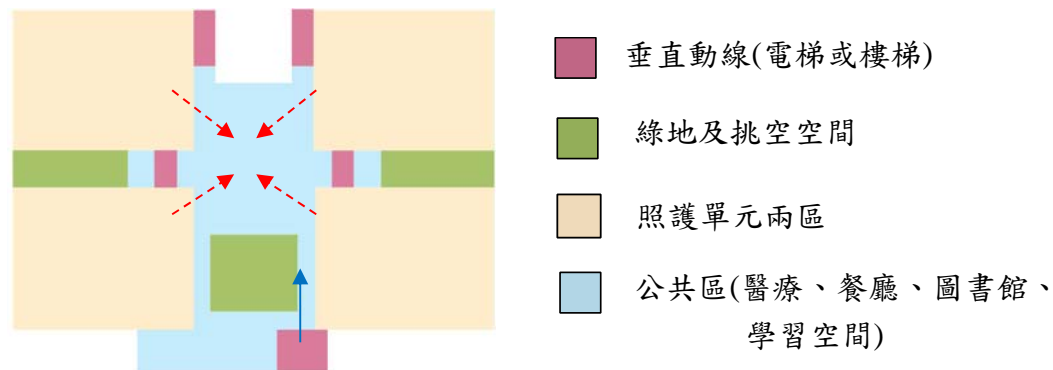 垂直動線(電梯或樓梯)
綠地及挑空空間
照護單元兩區
公共區(醫療、餐廳、圖書館、
學習空間)